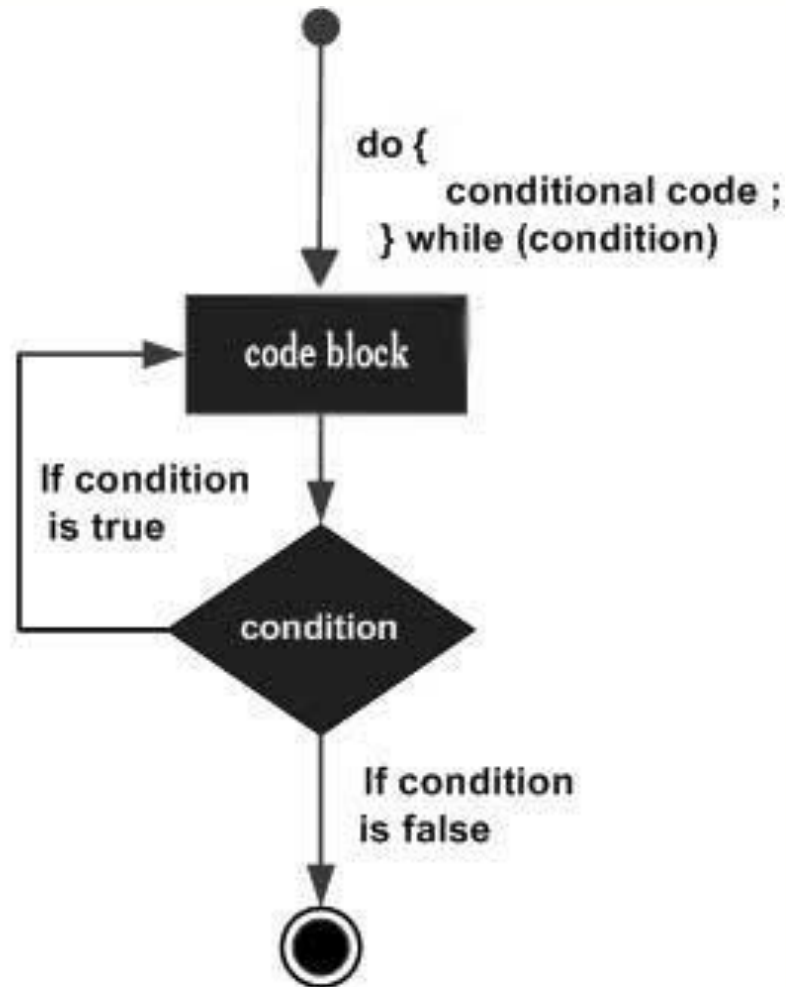 do {
conditional code ;
} while (condition)
code block
If condition
is true
condition
If condition
is false